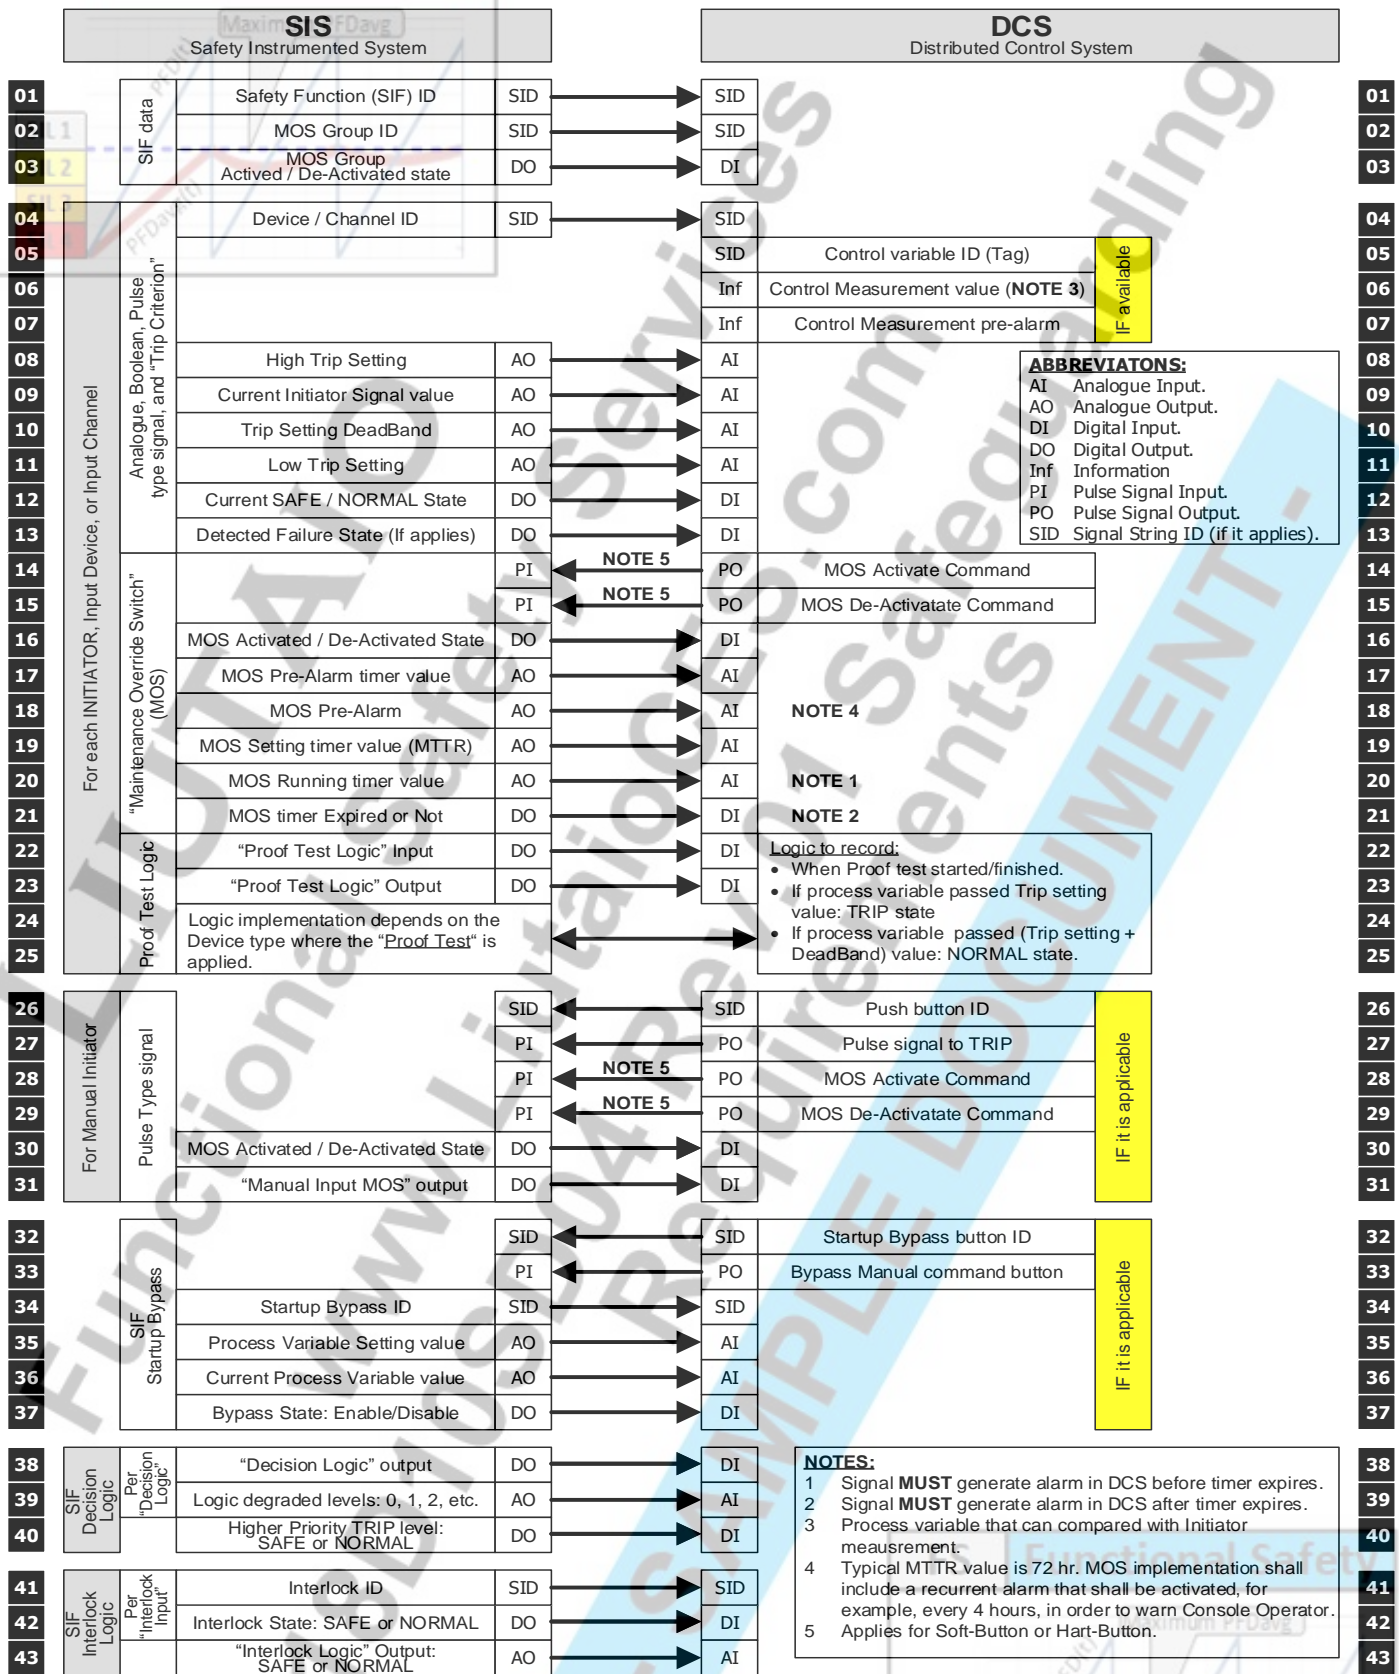 SIS
Safety Instrumented System
DCS
Distributed Control System
Maximum PFDavg
PFD(t)
PFDavg(t)
SIL 2
SIL 3
SIF data
01 Safety Function (SIF) ID SID SID 01
02 MOS Group ID SID SID 02
03 MOS Group
Actived / De-Activated state DO DI 03
For each INITIATOR, Input Device, or Input Channel
Analogue, Boolean, Pulse
type signal, and "Trip Criterion"
04 Device / Channel ID SID SID 04
05 SID Control variable ID (Tag) 05
06 Inf Control Measurement value (NOTE 3) 06
07 Inf Control Measurement pre-alarm 07
IF available
08 High Trip Setting AO AI 08
09 Current Initiator Signal value AO AI 09
10 Trip Setting DeadBand AO AI 10
11 Low Trip Setting AO AI 11
12 Current SAFE / NORMAL State DO DI 12
13 Detected Failure State (If applies) DO DI 13
ABBREVIATONS:
AI Analogue Input.
AO Analogue Output.
DI Digital Input.
DO Digital Output.
Inf Information
PI Pulse Signal Input.
PO Pulse Signal Output.
SID Signal String ID (if it applies).
"Maintenance Override Switch"
(MOS)
14 PI NOTE 5 PO MOS Activate Command 14
15 PI NOTE 5 PO MOS De-Activatate Command 15
16 MOS Activated / De-Activated State DO DI 16
17 MOS Pre-Alarm timer value AO AI 17
18 MOS Pre-Alarm AO AI NOTE 4 18
19 MOS Setting timer value (MTTR) AO AI 19
20 MOS Running timer value AO AI NOTE 1 20
21 MOS timer Expired or Not DO DI NOTE 2 21
Proof Test Logic
22 "Proof Test Logic" Input DO DI 22
23 "Proof Test Logic" Output DO DI 23
24 24
25 25
Logic implementation depends on the
Device type where the "Proof Test" is
applied.
Logic to record:
• When Proof test started/finished.
• If process variable passed Trip setting
value: TRIP state
• If process variable passed (Trip setting +
DeadBand) value: NORMAL state.
For Manual Initiator
Pulse Type signal
26 SID SID Push button ID 26
27 PI PO Pulse signal to TRIP 27
28 PI NOTE 5 PO MOS Activate Command 28
29 PI NOTE 5 PO MOS De-Activatate Command 29
30 MOS Activated / De-Activated State DO DI 30
31 "Manual Input MOS" output DO DI 31
IF it is applicable
SIF
Startup Bypass
32 SID SID Startup Bypass button ID 32
33 PI PO Bypass Manual command button 33
34 Startup Bypass ID SID SID 34
35 Process Variable Setting value AO AI 35
36 Current Process Variable value AO AI 36
37 Bypass State: Enable/Disable DO DI 37
IF it is applicable
SIF
Decision
Logic
Per
"Decision
Logic"
38 "Decision Logic" output DO DI 38
39 Logic degraded levels: 0, 1, 2, etc. AO AI 39
40 Higher Priority TRIP level:
SAFE or NORMAL DO DI 40
SIF
Interlock
Logic
Per
"Interlock
Input"
41 Interlock ID SID SID 41
42 Interlock State: SAFE or NORMAL DO DI 42
43 "Interlock Logic" Output:
SAFE or NORMAL AO AI 43
NOTES:
1 Signal MUST generate alarm in DCS before timer expires.
2 Signal MUST generate alarm in DCS after timer expires.
3 Process variable that can compared with Initiator
meausrement.
4 Typical MTTR value is 72 hr. MOS implementation shall
include a recurrent alarm that shall be activated, for
example, every 4 hours, in order to warn Console Operator.
5 Applies for Soft-Button or Hart-Button.
LIUTAIO
Functional Safety Services
www.LiutaioCES.com
Rev.01 Safeguarding
Requirements
- SAMPLE DOCUMENT -
FS Functional Safety
Maximum PFDavg
PFD(t)